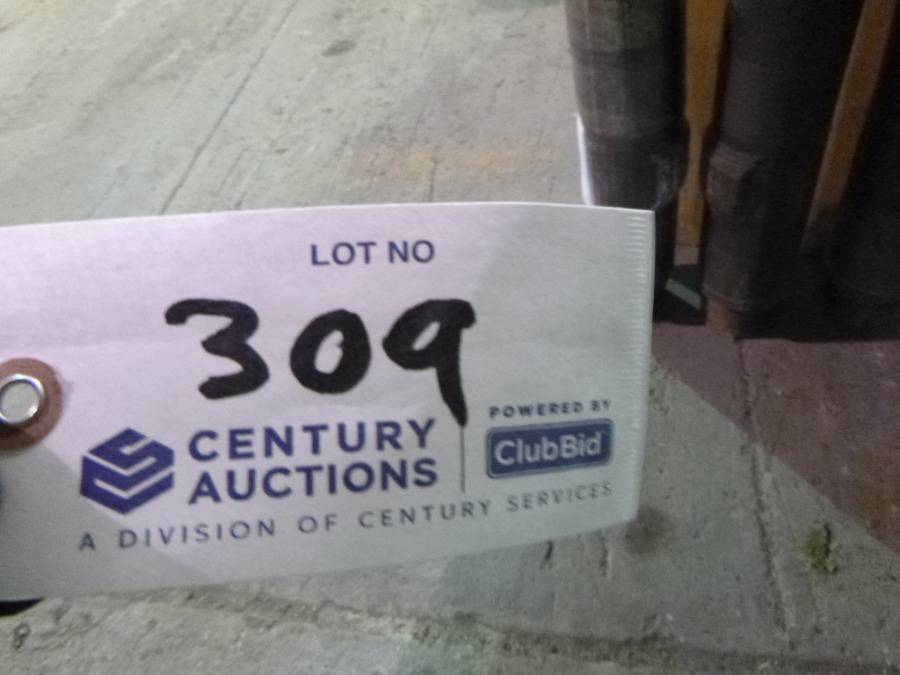 LOT NO
309
CENTURY
AUCTIONS
POWERED BY
ClubBid
A DIVISION OF CENTURY SERVICES